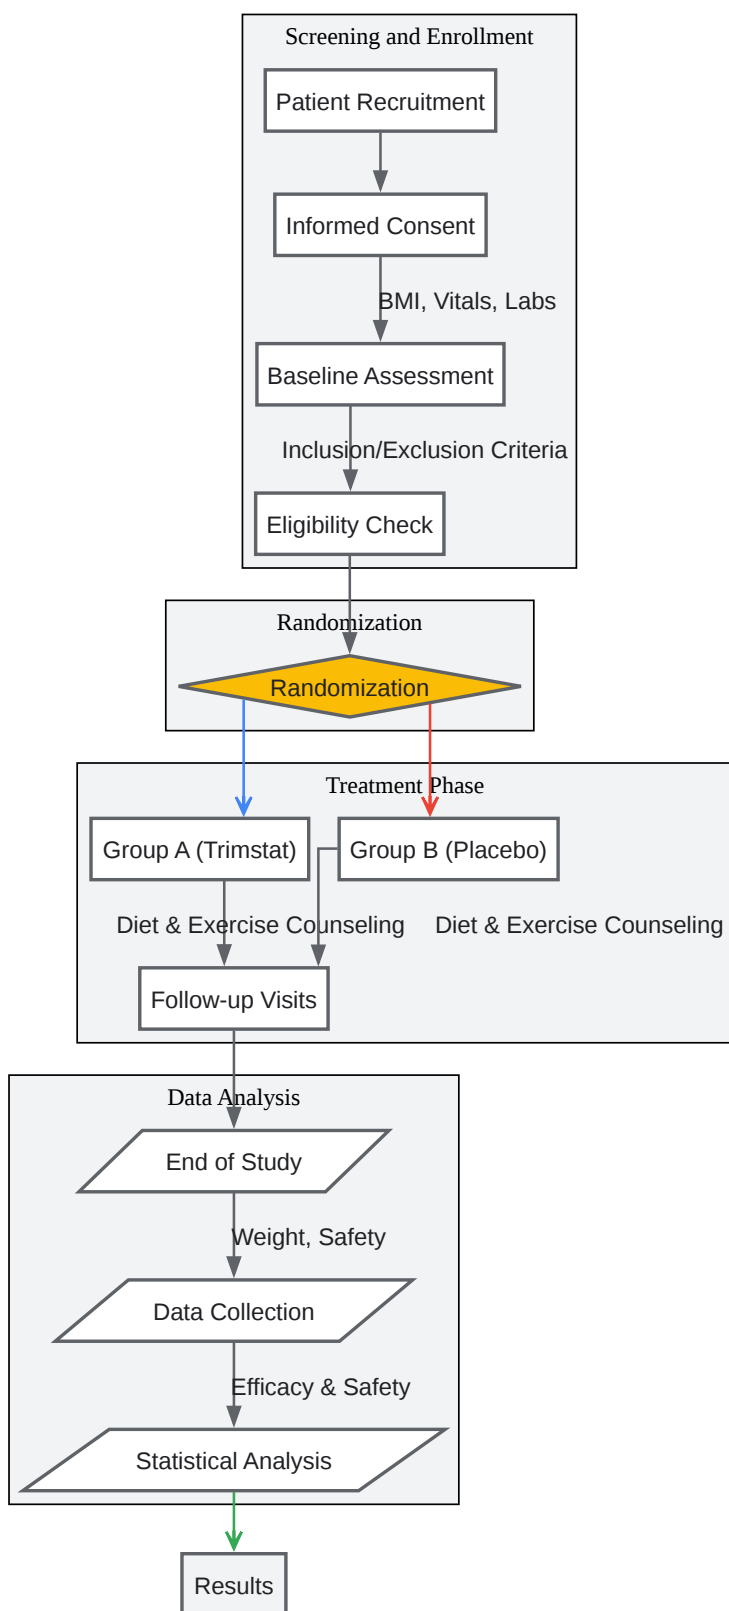 Screening and Enrollment
Patient Recruitment
Informed Consent
BMI, Vitals, Labs
Baseline Assessment
Inclusion/Exclusion Criteria
Eligibility Check
Randomization
Randomization
Treatment Phase
Group A (Trimstat)
Group B (Placebo)
Diet & Exercise Counseling
Diet & Exercise Counseling
Follow-up Visits
Data Analysis
End of Study
Weight, Safety
Data Collection
Efficacy & Safety
Statistical Analysis
Results